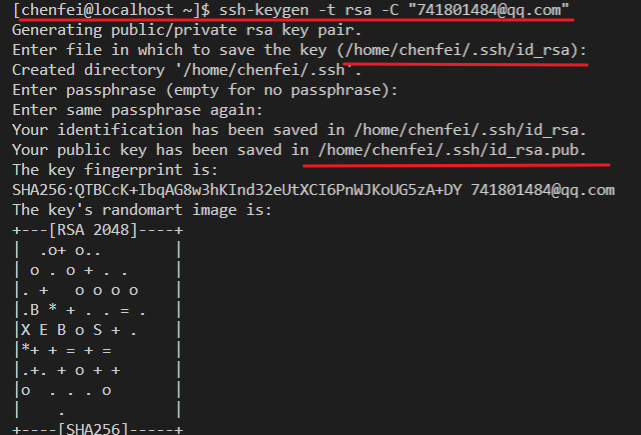 [chenfei@localhost ~]$ ssh-keygen -t rsa -C "741801484@qq.com"
Generating public/private rsa key pair.
Enter file in which to save the key (/home/chenfei/.ssh/id_rsa):
Created directory '/home/chenfei/.ssh'.
Enter passphrase (empty for no passphrase):
Enter same passphrase again:
Your identification has been saved in /home/chenfei/.ssh/id_rsa.
Your public key has been saved in /home/chenfei/.ssh/id_rsa.pub.
The key fingerprint is:
SHA256:QTBCcK+IbqAG8w3hKInd32eUtXCI6PnWJKoUG5zA+DY 741801484@qq.com
The key's randomart image is:
+---[RSA 2048]----+
|   .o+ o..       |
| o . o + . .     |
|. +   o o o o    |
|.B * + . . = .   |
|X E B o S + .    |
|*+ + = + =       |
|.+. + o + +      |
|o  . . . o       |
|     .           |
+----[SHA256]-----+